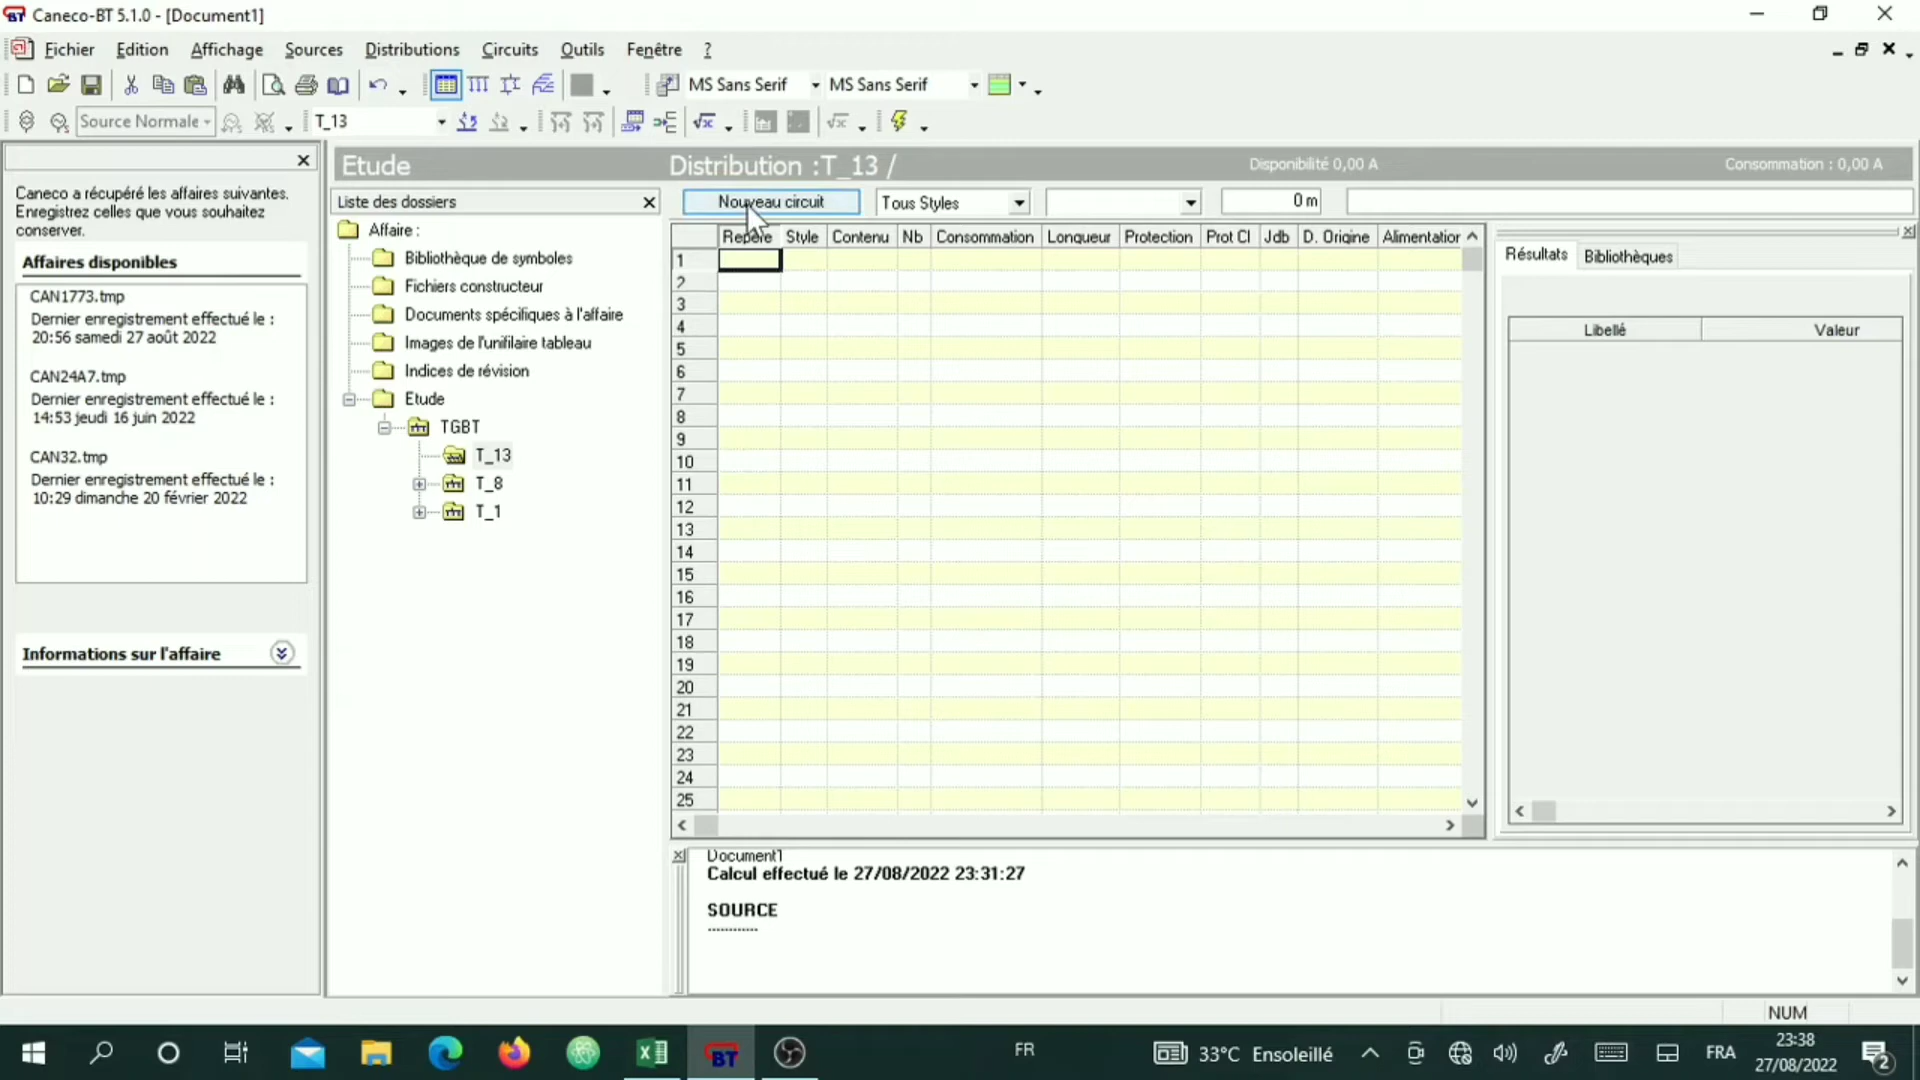 Caneco-BT 5.1.0 - [Document1]
Fichier Edition Affichage Sources Distributions Circuits Outils Fenêtre ?
MS Sans Serif MS Sans Serif
Source Normale T_13
Etude Distribution :T_13 / Disponibilité 0,00 A Consommation : 0,00 A
Caneco a récupéré les affaires suivantes.
Enregistrez celles que vous souhaitez
conserver.
Affaires disponibles
CAN1773.tmp
Dernier enregistrement effectué le :
20:56 samedi 27 août 2022
CAN24A7.tmp
Dernier enregistrement effectué le :
14:53 jeudi 16 juin 2022
CAN32.tmp
Dernier enregistrement effectué le :
10:29 dimanche 20 février 2022
Informations sur l'affaire
Liste des dossiers
Affaire :
Bibliothèque de symboles
Fichiers constructeur
Documents spécifiques à l'affaire
Images de l'unifilaire tableau
Indices de révision
Etude
TGBT
T_13
T_8
T_1
Nouveau circuit Tous Styles 0 m
Repère Style Contenu Nb Consommation Longueur Protection Prot CI Jdb D. Origine Alimentation
1
2
3
4
5
6
7
8
9
10
11
12
13
14
15
16
17
18
19
20
21
22
23
24
25
Résultats Bibliothèques
Libellé Valeur
Document1
Calcul effectué le 27/08/2022 23:31:27
SOURCE
------------
NUM
BT FR 33°C Ensoleillé FRA 23:38
27/08/2022 2